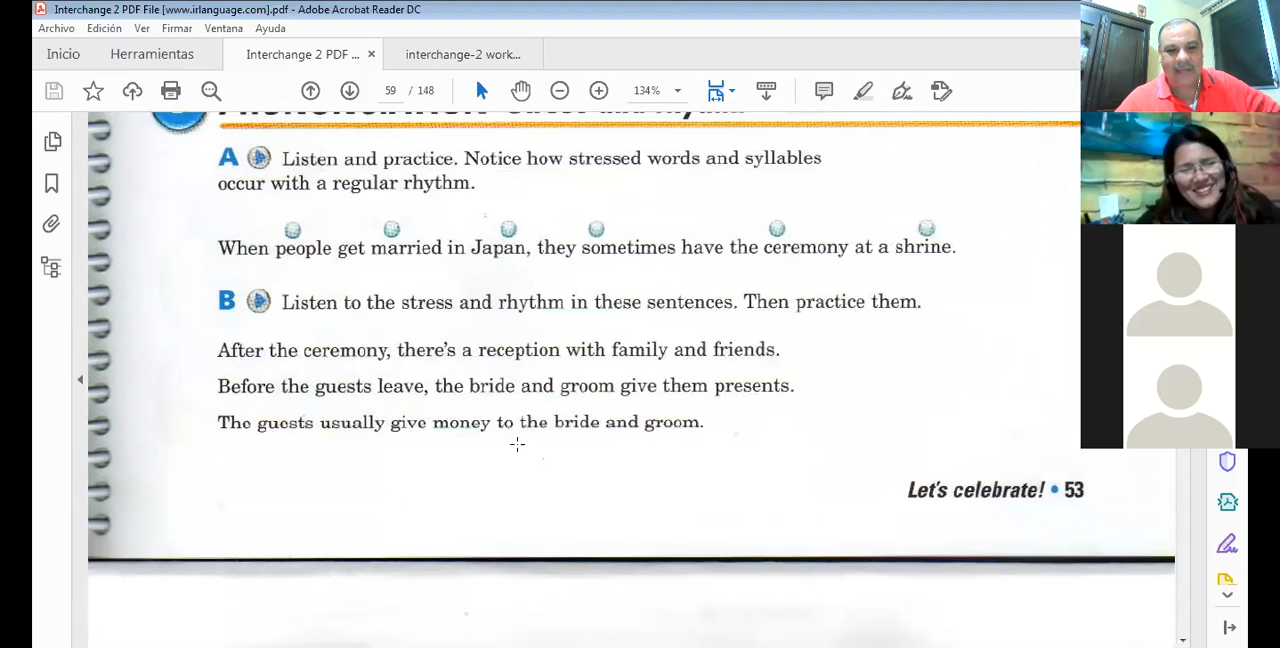 Interchange 2 PDF File [www.irlanguage.com].pdf - Adobe Acrobat Reader DC
Archivo Edición Ver Firmar Ventana Ayuda
Inicio Herramientas Interchange 2 PDF ... × interchange-2 work...
59 / 148 134%
A Listen and practice. Notice how stressed words and syllables
occur with a regular rhythm.
When people get married in Japan, they sometimes have the ceremony at a shrine.
B Listen to the stress and rhythm in these sentences. Then practice them.
After the ceremony, there's a reception with family and friends.
Before the guests leave, the bride and groom give them presents.
The guests usually give money to the bride and groom.
Let's celebrate! • 53